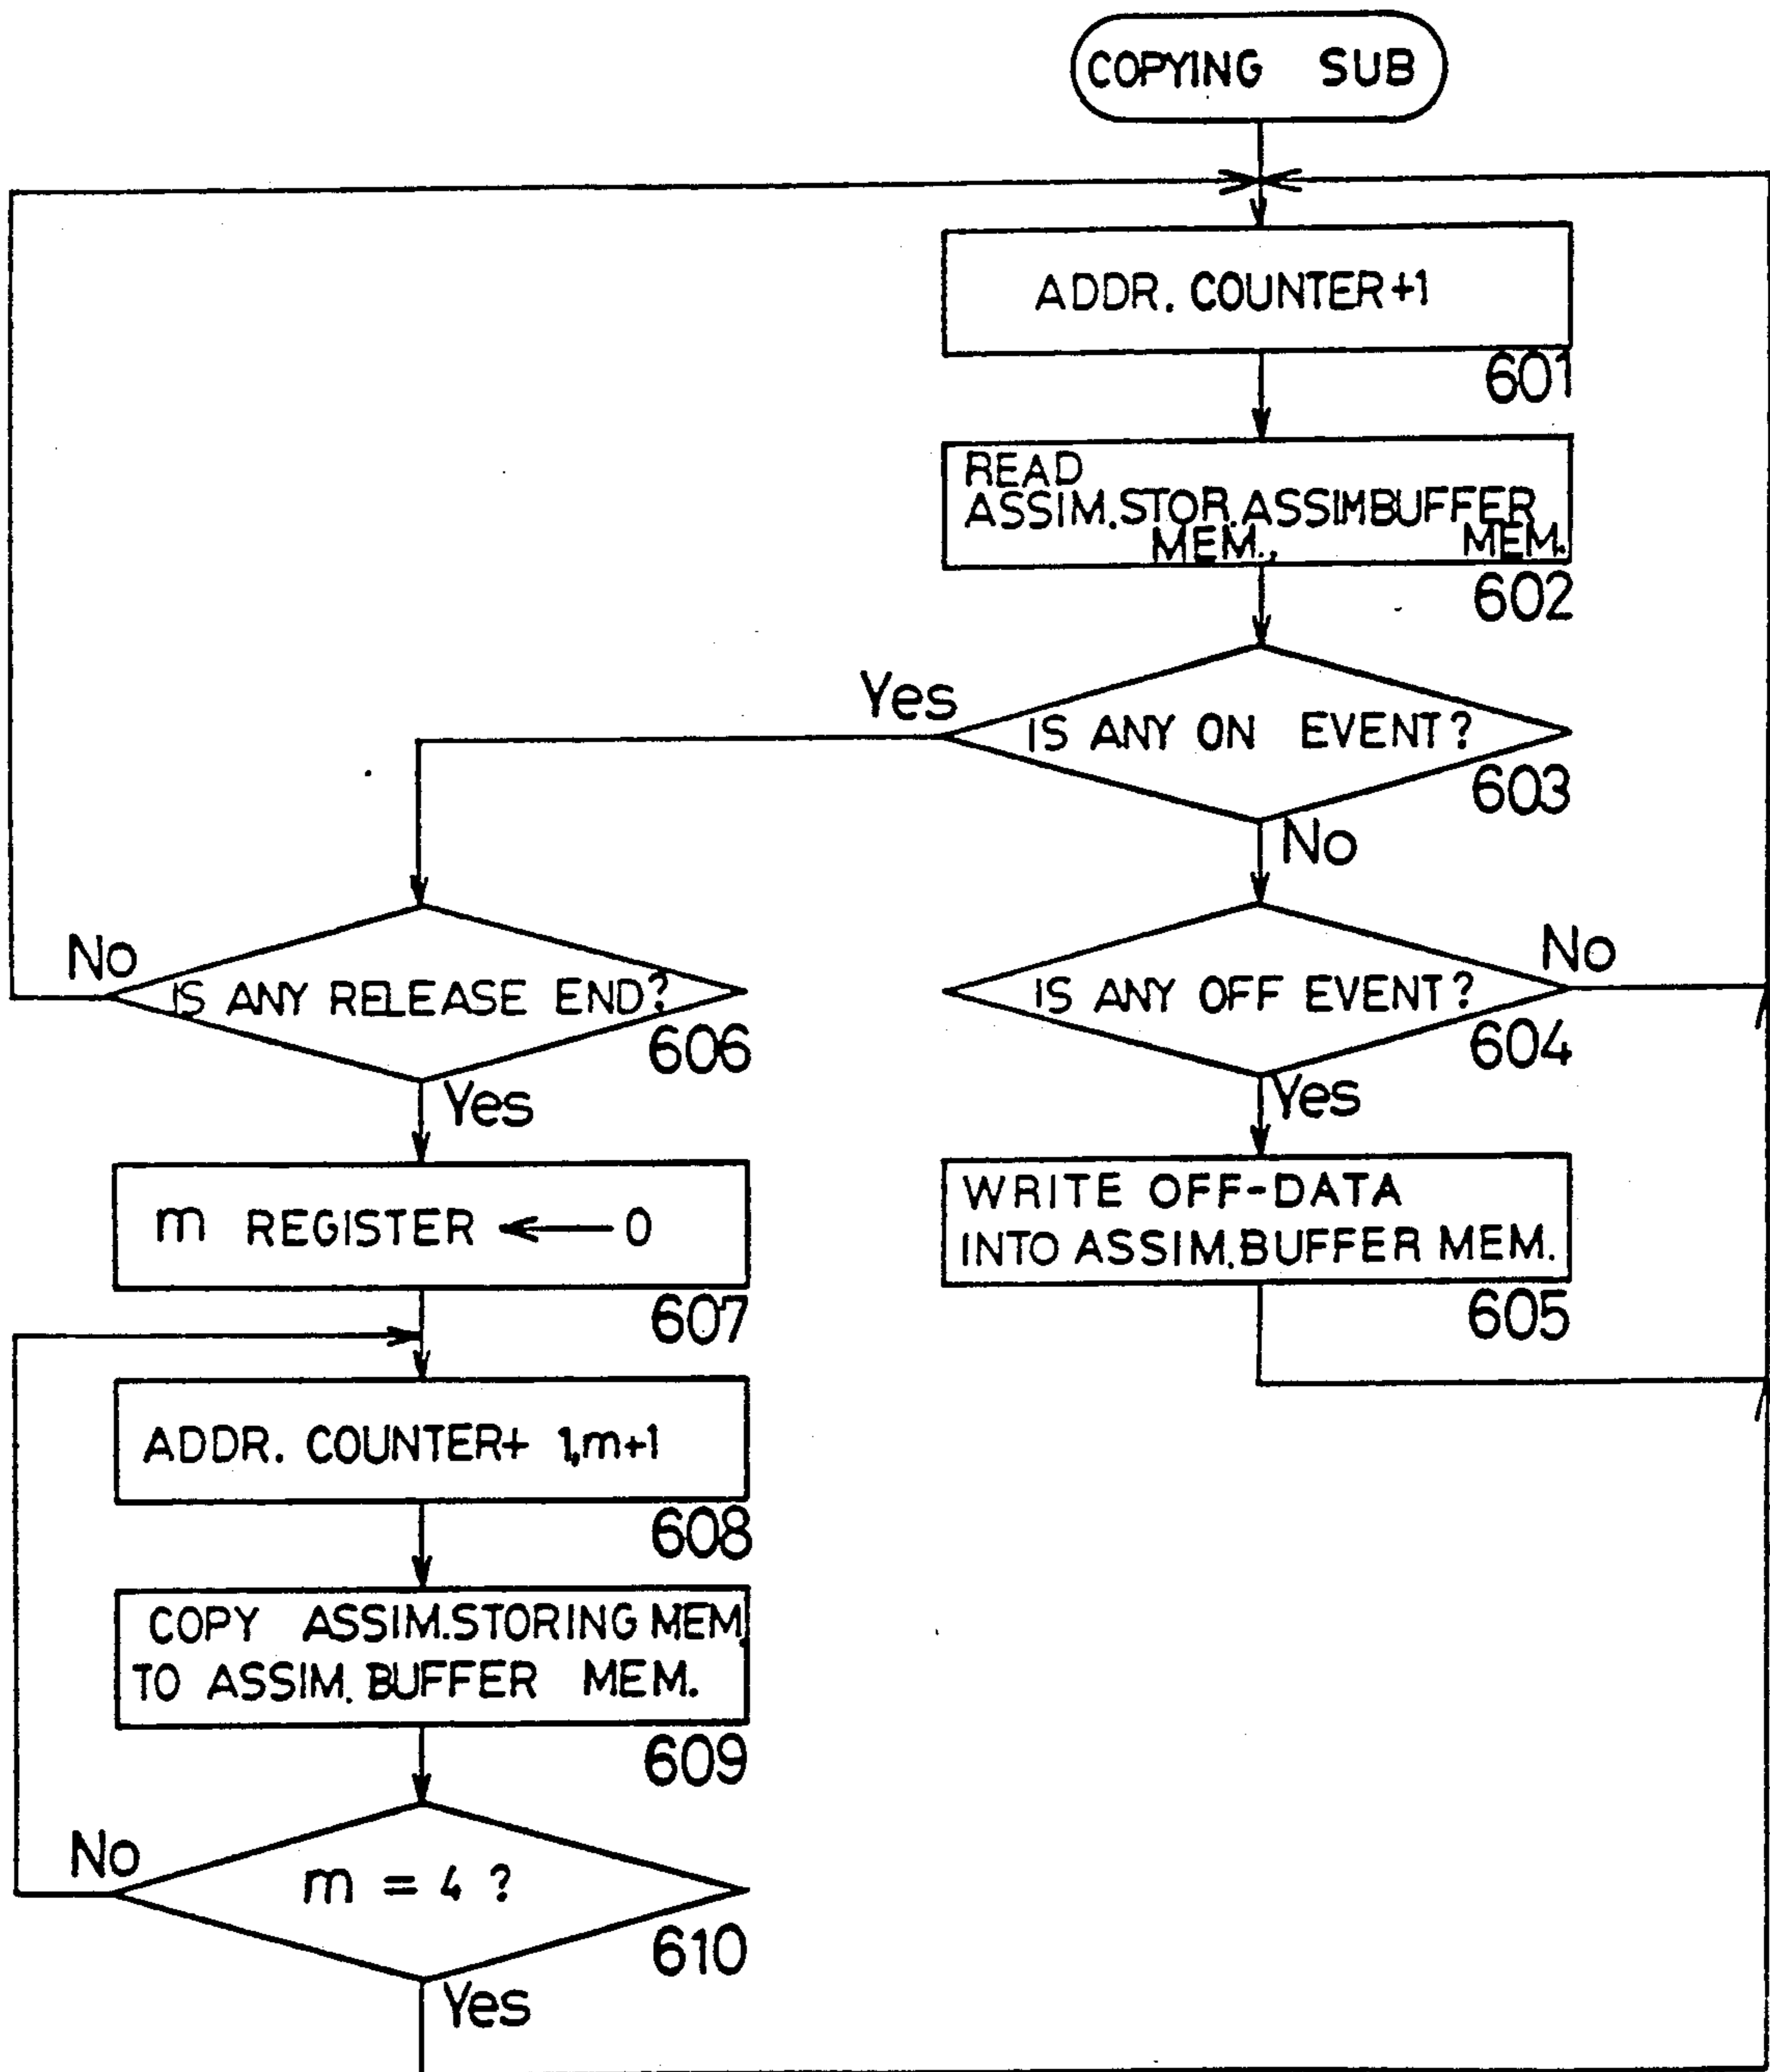 COPYING SUB
ADDR. COUNTER+1
601
READ
ASSIM.STOR.ASSIMBUFFER
MEM., MEM.
602
Yes
IS ANY ON EVENT?
603
No
No
IS ANY RELEASE END?
606
Yes
No
IS ANY OFF EVENT?
604
Yes
m REGISTER ← 0
607
WRITE OFF-DATA
INTO ASSIM.BUFFER MEM.
605
ADDR. COUNTER+ 1,m+1
608
COPY ASSIM.STORING MEM.
TO ASSIM.BUFFER MEM.
609
No
m = 4 ?
610
Yes